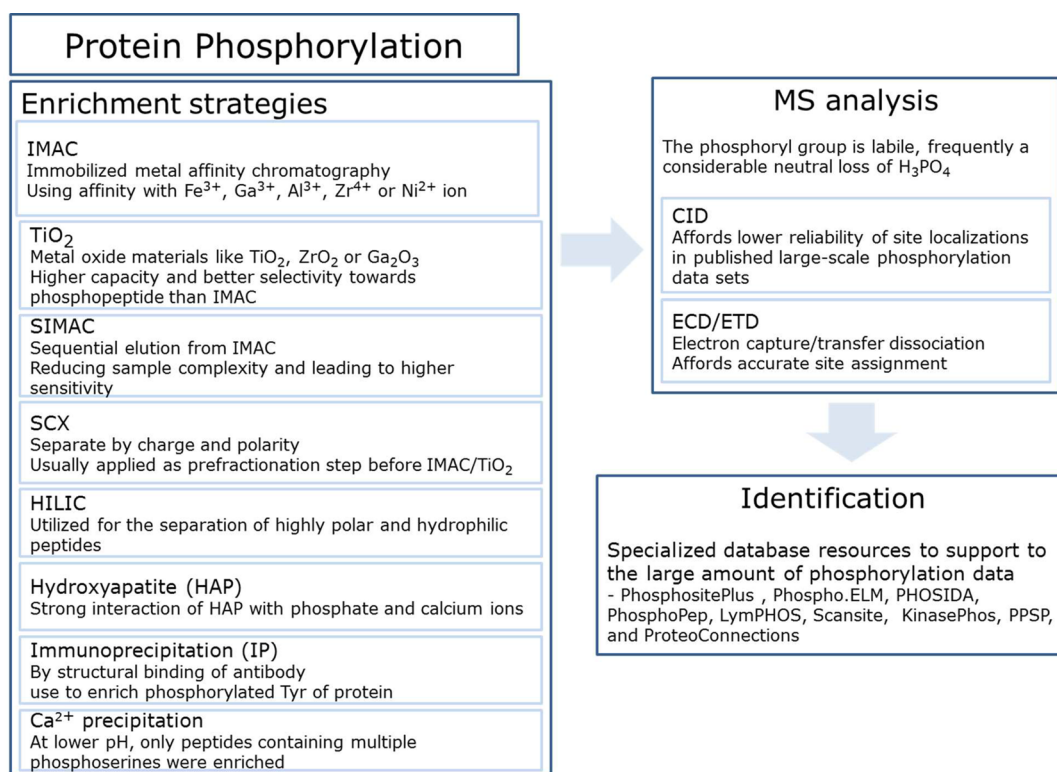 Protein Phosphorylation
Enrichment strategies
IMAC
Immobilized metal affinity chromatography
Using affinity with Fe³⁺, Ga³⁺, Al³⁺, Zr⁴⁺ or Ni²⁺ ion
TiO₂
Metal oxide materials like TiO₂, ZrO₂ or Ga₂O₃
Higher capacity and better selectivity towards
phosphopeptide than IMAC
SIMAC
Sequential elution from IMAC
Reducing sample complexity and leading to higher
sensitivity
SCX
Separate by charge and polarity
Usually applied as prefractionation step before IMAC/TiO₂
HILIC
Utilized for the separation of highly polar and hydrophilic
peptides
Hydroxyapatite (HAP)
Strong interaction of HAP with phosphate and calcium ions
Immunoprecipitation (IP)
By structural binding of antibody
use to enrich phosphorylated Tyr of protein
Ca²⁺ precipitation
At lower pH, only peptides containing multiple
phosphoserines were enriched
MS analysis
The phosphoryl group is labile, frequently a
considerable neutral loss of H₃PO₄
CID
Affords lower reliability of site localizations
in published large-scale phosphorylation
data sets
ECD/ETD
Electron capture/transfer dissociation
Affords accurate site assignment
Identification
Specialized database resources to support to
the large amount of phosphorylation data
- PhosphositePlus , Phospho.ELM, PHOSIDA,
PhosphoPep, LymPHOS, Scansite, KinasePhos, PPSP,
and ProteoConnections